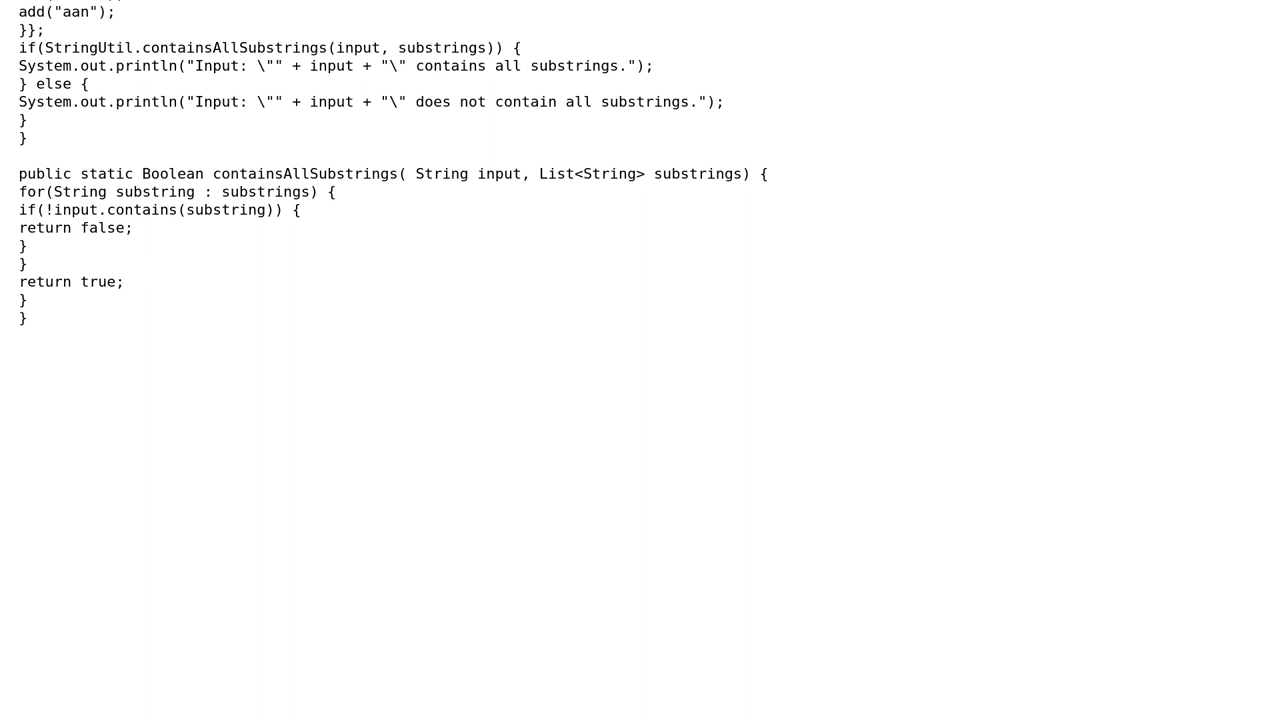 add("aan");
}};
if(StringUtil.containsAllSubstrings(input, substrings)) {
System.out.println("Input: \"" + input + "\" contains all substrings.");
} else {
System.out.println("Input: \"" + input + "\" does not contain all substrings.");
}
}

public static Boolean containsAllSubstrings( String input, List<String> substrings) {
for(String substring : substrings) {
if(!input.contains(substring)) {
return false;
}
}
return true;
}
}